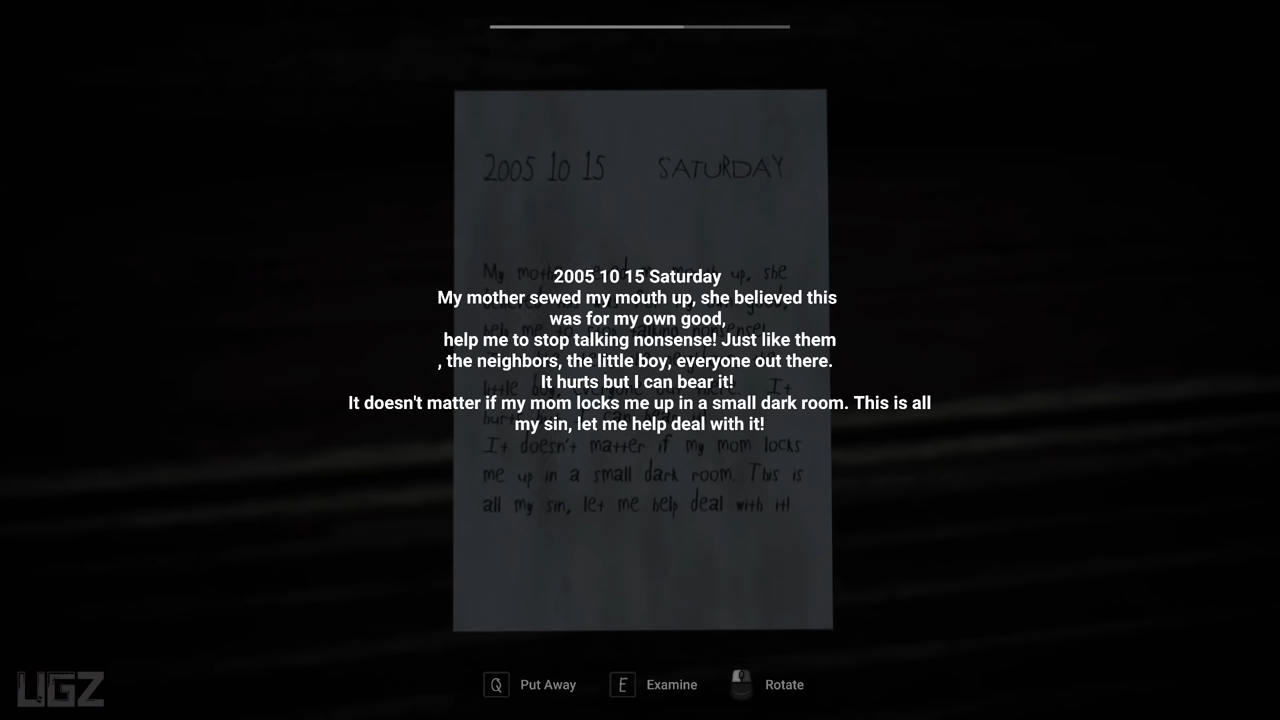 2005 10 15 SATURDAY
2005 10 15 Saturday
My mother sewed my mouth up, she believed this
was for my own good,
help me to stop talking nonsense! Just like them
, the neighbors, the little boy, everyone out there.
It hurts but I can bear it!
It doesn't matter if my mom locks me up in a small dark room. This is all
my sin, let me help deal with it!
It doesn't matter if my mom locks
me up in a small dark room. This is
all my sin, let me help deal with it!
Q Put Away E Examine Rotate
UGZ